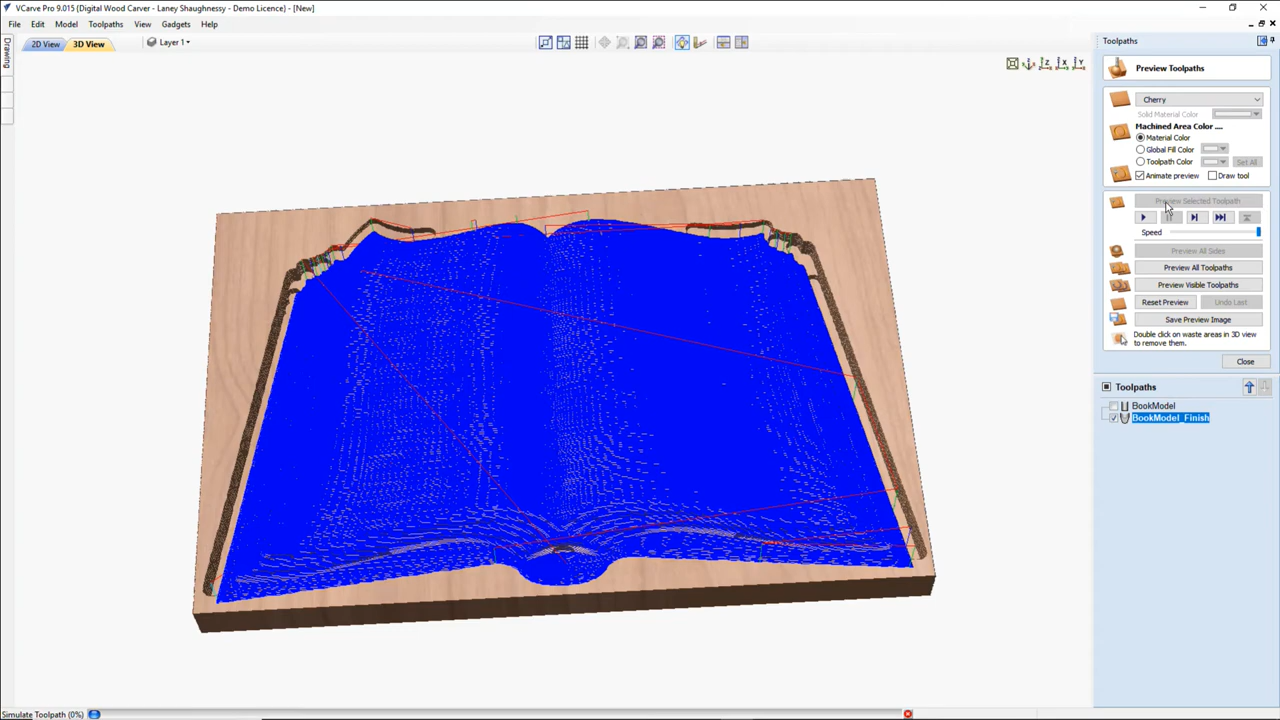 VCarve Pro 9.015 (Digital Wood Carver - Laney Shaughnessy - Demo Licence) - [New]
File Edit Model Toolpaths View Gadgets Help
2D View 3D View Layer 1
Drawing
Z X Y
Toolpaths
Preview Toolpaths
Cherry
Solid Material Color
Machined Area Color ....
Material Color
Global Fill Color
Toolpath Color Set All
Animate preview Draw tool
Preview Selected Toolpath
Speed
Preview All Sides
Preview All Toolpaths
Preview Visible Toolpaths
Reset Preview Undo Last
Save Preview Image
Double click on waste areas in 3D view
to remove them.
Close
Toolpaths
BookModel
BookModel_Finish
Simulate Toolpath (0%)